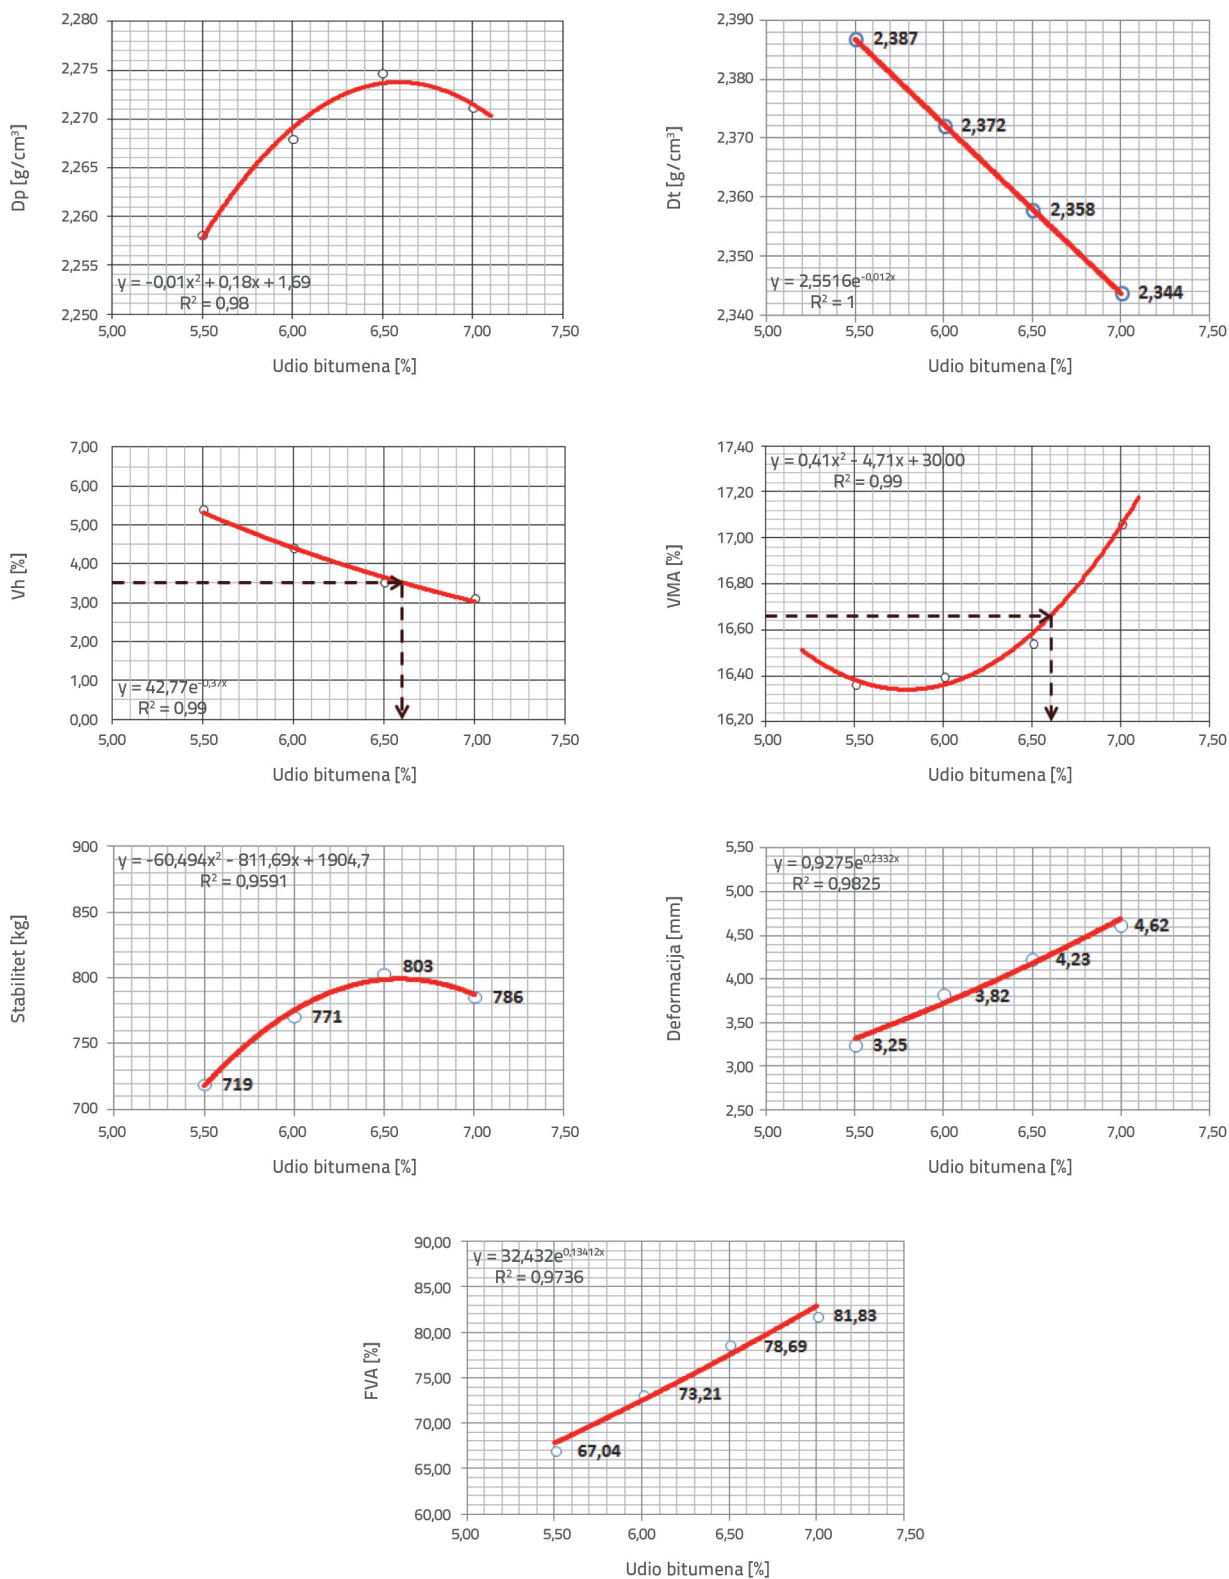 2,280
2,275
2,270
2,265
2,260
2,255
2,250
Dp [g/cm³]
y = -0,01x² + 0,18x + 1,69
R² = 0,98
5,00 5,50 6,00 6,50 7,00 7,50
Udio bitumena [%]
2,390
2,380
2,370
2,360
2,350
2,340
Dt [g/cm³]
2,387
2,372
2,358
2,344
y = 2,5516e^-0,012x
R² = 1
5,00 5,50 6,00 6,50 7,00 7,50
Udio bitumena [%]
7,00
6,00
5,00
4,00
3,00
2,00
1,00
0,00
Vh [%]
y = 42,77e^-0,37x
R² = 0,99
5,00 5,50 6,00 6,50 7,00 7,50
Udio bitumena [%]
17,40
17,20
17,00
16,80
16,60
16,40
16,20
VMA [%]
y = 0,41x² - 4,71x + 30,00
R² = 0,99
5,00 5,50 6,00 6,50 7,00 7,50
Udio bitumena [%]
900
850
800
750
700
Stabilitet [kg]
y = -60,494x² - 811,69x + 1904,7
R² = 0,9591
719
771
803
786
5,00 5,50 6,00 6,50 7,00 7,50
Udio bitumena [%]
5,50
5,00
4,50
4,00
3,50
3,00
2,50
Deformacija [mm]
y = 0,9275e^0,2332x
R² = 0,9825
3,25
3,82
4,23
4,62
5,00 5,50 6,00 6,50 7,00 7,50
Udio bitumena [%]
90,00
85,00
80,00
75,00
70,00
65,00
60,00
FVA [%]
y = 32,432e^0,13412x
R² = 0,9736
67,04
73,21
78,69
81,83
5,00 5,50 6,00 6,50 7,00 7,50
Udio bitumena [%]